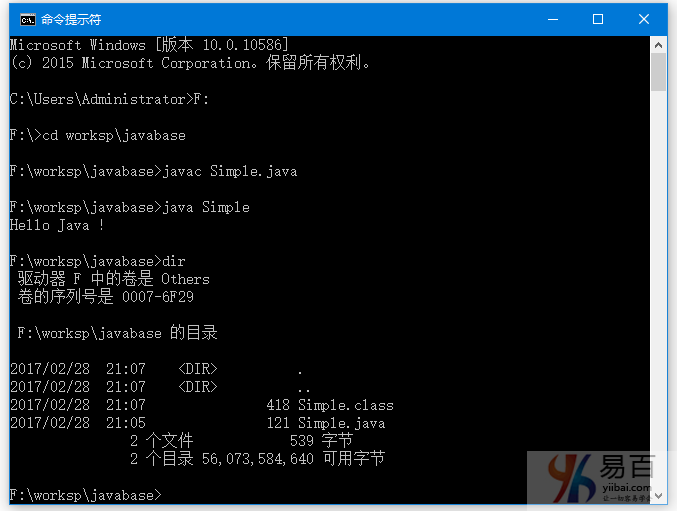 命令提示符
Microsoft Windows [版本 10.0.10586]
(c) 2015 Microsoft Corporation。保留所有权利。
C:\Users\Administrator>F:
F:\>cd worksp\javabase
F:\worksp\javabase>javac Simple.java
F:\worksp\javabase>java Simple
Hello Java !
F:\worksp\javabase>dir
驱动器 F 中的卷是 Others
卷的序列号是 0007-6F29
F:\worksp\javabase 的目录
2017/02/28  21:07    <DIR>          .
2017/02/28  21:07    <DIR>          ..
2017/02/28  21:07               418 Simple.class
2017/02/28  21:05               121 Simple.java
2 个文件            539 字节
2 个目录 56,073,584,640 可用字节
F:\worksp\javabase>
易百
yiibai.com